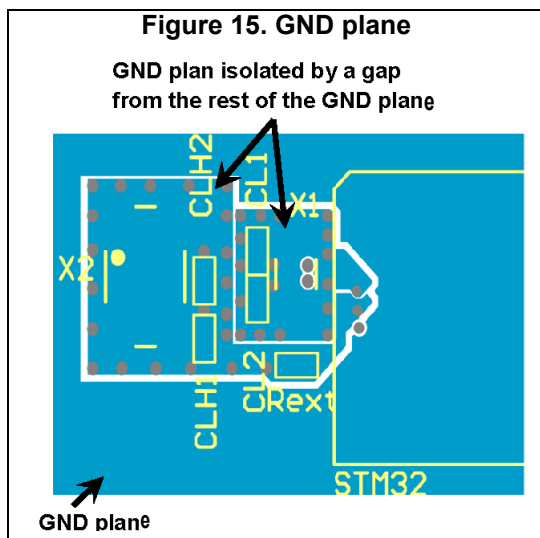 Figure 15. GND plane
GND plan isolated by a gap
from the rest of the GND plane
CLH2
CL1
X1
X2
CLH1
CL2
Rext
STM32
GND plane